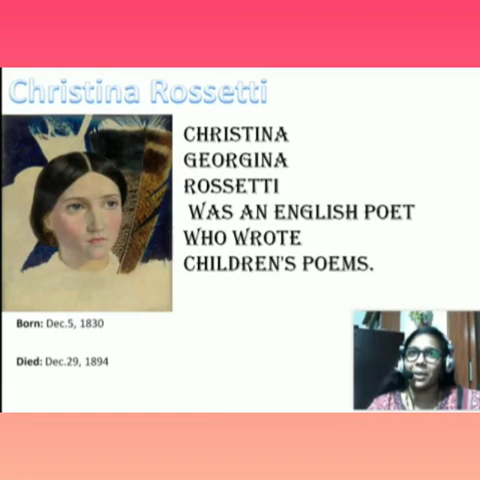 Christina Rossetti
CHRISTINA
GEORGINA
ROSSETTI
WAS AN ENGLISH POET
WHO WROTE
CHILDREN'S POEMS.
Born: Dec.5, 1830
Died: Dec.29, 1894